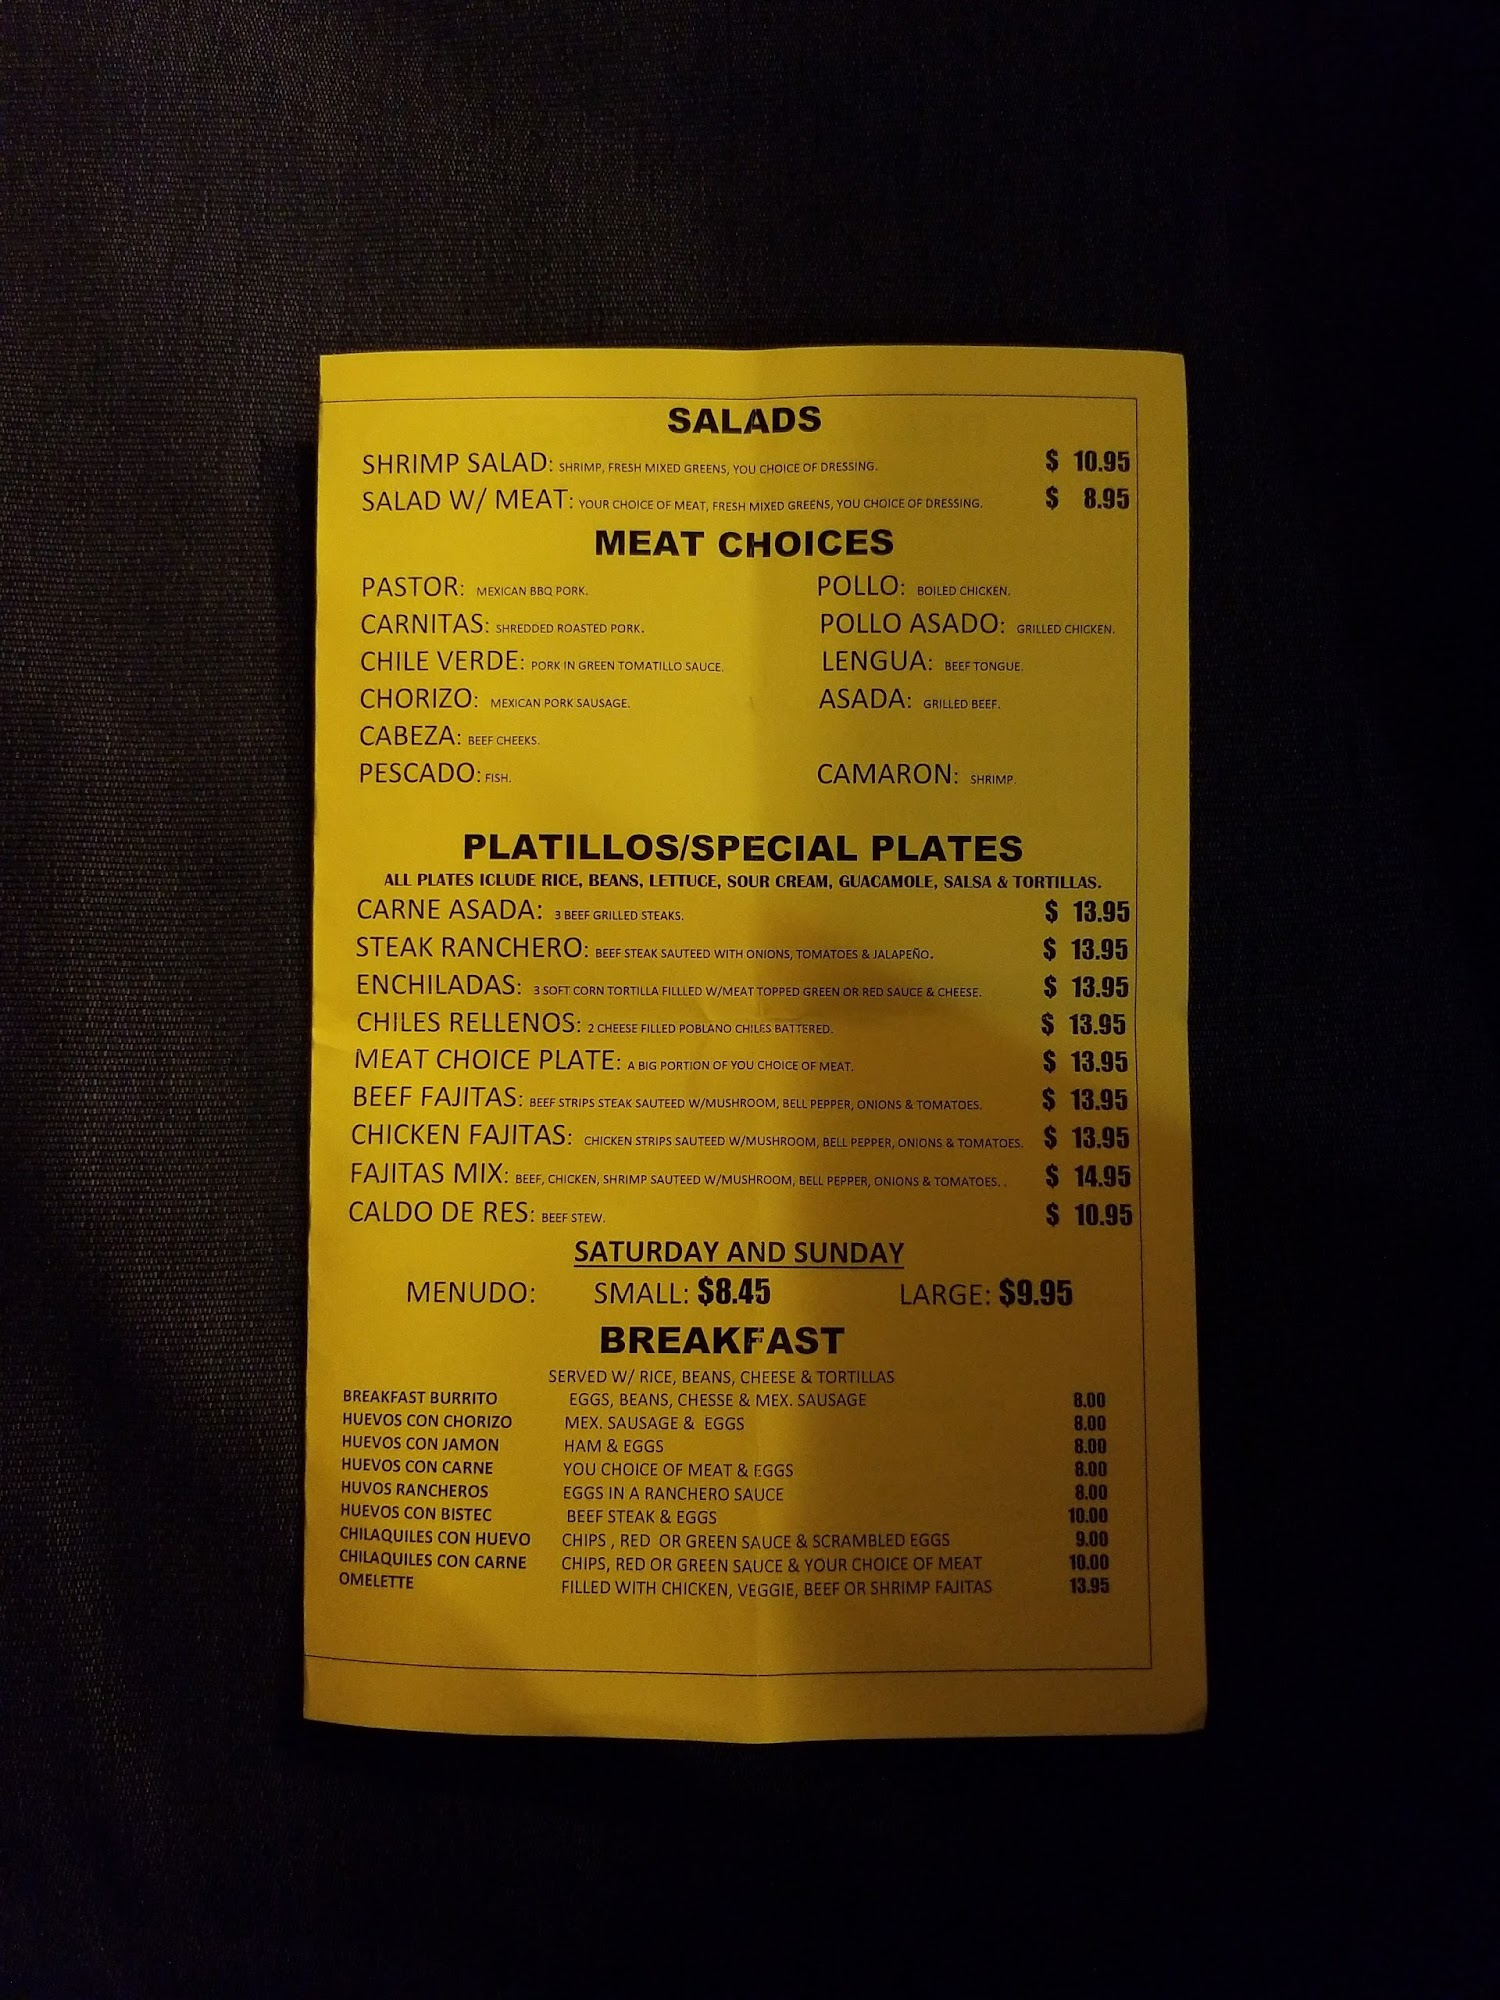 SALADS
SHRIMP SALAD: SHRIMP, FRESH MIXED GREENS, YOU CHOICE OF DRESSING. $ 10.95
SALAD W/ MEAT: YOUR CHOICE OF MEAT, FRESH MIXED GREENS, YOU CHOICE OF DRESSING. $ 8.95
MEAT CHOICES
PASTOR: MEXICAN BBQ PORK. POLLO: BOILED CHICKEN.
CARNITAS: SHREDDED ROASTED PORK. POLLO ASADO: GRILLED CHICKEN.
CHILE VERDE: PORK IN GREEN TOMATILLO SAUCE. LENGUA: BEEF TONGUE.
CHORIZO: MEXICAN PORK SAUSAGE. ASADA: GRILLED BEEF.
CABEZA: BEEF CHEEKS.
PESCADO: FISH. CAMARON: SHRIMP.
PLATILLOS/SPECIAL PLATES
ALL PLATES ICLUDE RICE, BEANS, LETTUCE, SOUR CREAM, GUACAMOLE, SALSA & TORTILLAS.
CARNE ASADA: 3 BEEF GRILLED STEAKS. $ 13.95
STEAK RANCHERO: BEEF STEAK SAUTEED WITH ONIONS, TOMATOES & JALAPEÑO. $ 13.95
ENCHILADAS: 3 SOFT CORN TORTILLA FILLLED W/MEAT TOPPED GREEN OR RED SAUCE & CHEESE. $ 13.95
CHILES RELLENOS: 2 CHEESE FILLED POBLANO CHILES BATTERED. $ 13.95
MEAT CHOICE PLATE: A BIG PORTION OF YOU CHOICE OF MEAT. $ 13.95
BEEF FAJITAS: BEEF STRIPS STEAK SAUTEED W/MUSHROOM, BELL PEPPER, ONIONS & TOMATOES. $ 13.95
CHICKEN FAJITAS: CHICKEN STRIPS SAUTEED W/MUSHROOM, BELL PEPPER, ONIONS & TOMATOES. $ 13.95
FAJITAS MIX: BEEF, CHICKEN, SHRIMP SAUTEED W/MUSHROOM, BELL PEPPER, ONIONS & TOMATOES. . $ 14.95
CALDO DE RES: BEEF STEW. $ 10.95
SATURDAY AND SUNDAY
MENUDO: SMALL: $8.45 LARGE: $9.95
BREAKFAST
SERVED W/ RICE, BEANS, CHEESE & TORTILLAS
BREAKFAST BURRITO EGGS, BEANS, CHESSE & MEX. SAUSAGE 8.00
HUEVOS CON CHORIZO MEX. SAUSAGE & EGGS 8.00
HUEVOS CON JAMON HAM & EGGS 8.00
HUEVOS CON CARNE YOU CHOICE OF MEAT & EGGS 8.00
HUVOS RANCHEROS EGGS IN A RANCHERO SAUCE 8.00
HUEVOS CON BISTEC BEEF STEAK & EGGS 10.00
CHILAQUILES CON HUEVO CHIPS , RED OR GREEN SAUCE & SCRAMBLED EGGS 9.00
CHILAQUILES CON CARNE CHIPS, RED OR GREEN SAUCE & YOUR CHOICE OF MEAT 10.00
OMELETTE FILLED WITH CHICKEN, VEGGIE, BEEF OR SHRIMP FAJITAS 13.95